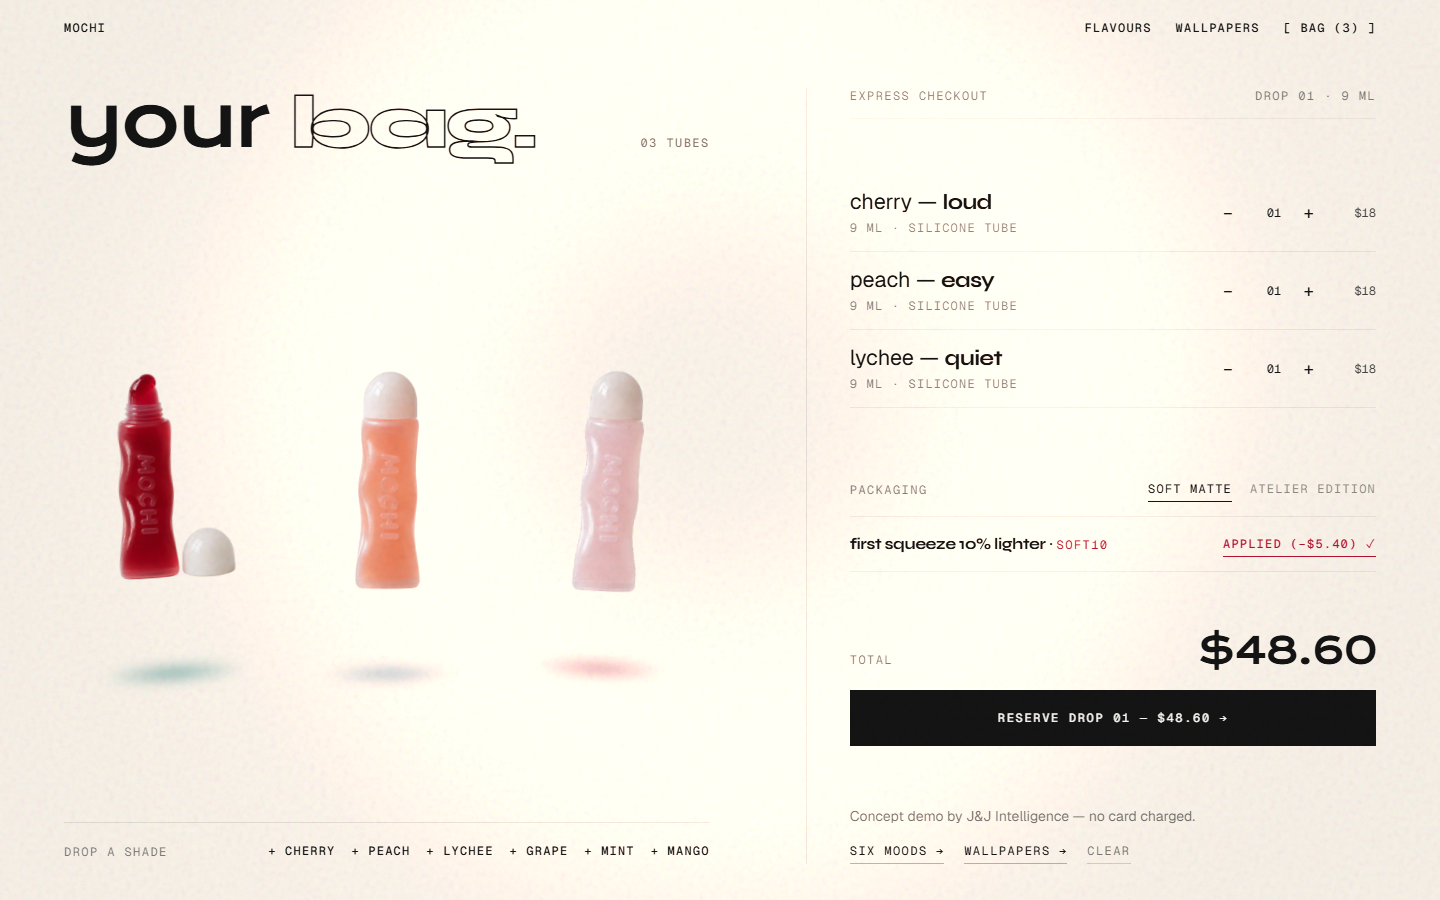 MOCHI
FLAVOURS WALLPAPERS [ BAG (3) ]
your bag.
03 TUBES
MOCHI
MOCHI
MOCHI
DROP A SHADE
+ CHERRY + PEACH + LYCHEE + GRAPE + MINT + MANGO
EXPRESS CHECKOUT DROP 01 · 9 ML
cherry — loud
9 ML · SILICONE TUBE
− 01 + $18
peach — easy
9 ML · SILICONE TUBE
− 01 + $18
lychee — quiet
9 ML · SILICONE TUBE
− 01 + $18
PACKAGING SOFT MATTE ATELIER EDITION
first squeeze 10% lighter · SOFT10 APPLIED (−$5.40) ✓
TOTAL $48.60
RESERVE DROP 01 — $48.60 →
Concept demo by J&J Intelligence — no card charged.
SIX MOODS → WALLPAPERS → CLEAR